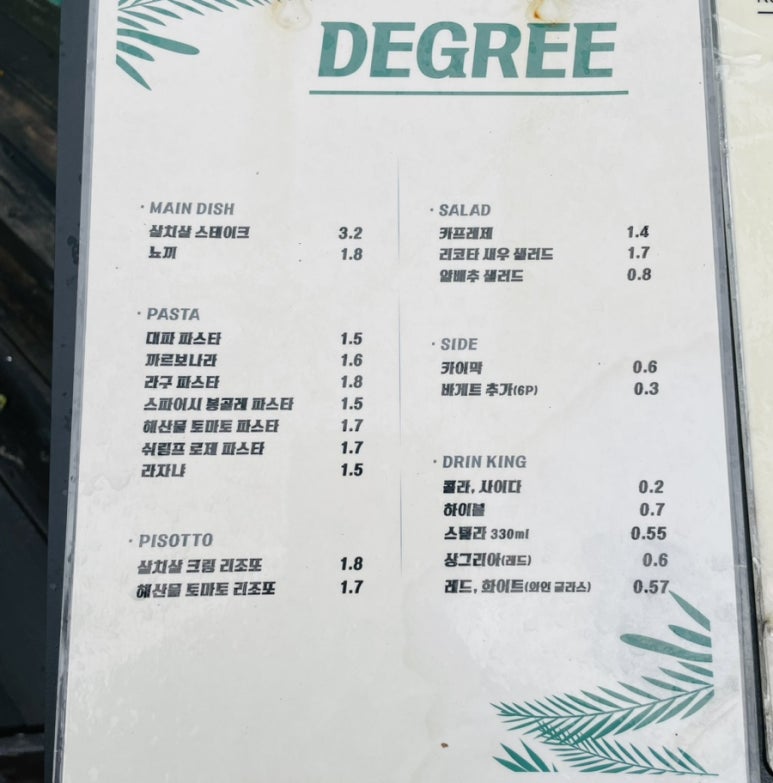 DEGREE
· MAIN DISH
살치살 스테이크 3.2
뇨끼 1.8
· PASTA
대파 파스타 1.5
까르보나라 1.6
라구 파스타 1.8
스파이시 봉골레 파스타 1.5
해산물 토마토 파스타 1.7
쉬림프 로제 파스타 1.7
라자냐 1.5
· PISOTTO
살치살 크림 리조또 1.8
해산물 토마토 리조또 1.7
· SALAD
카프레제 1.4
리코타 새우 샐러드 1.7
알배추 샐러드 0.8
· SIDE
카이막 0.6
바게트 추가(6P) 0.3
· DRIN KING
콜라, 사이다 0.2
하이볼 0.7
스텔라 330ml 0.55
싱그리아(레드) 0.6
레드, 화이트(와인 글라스) 0.57